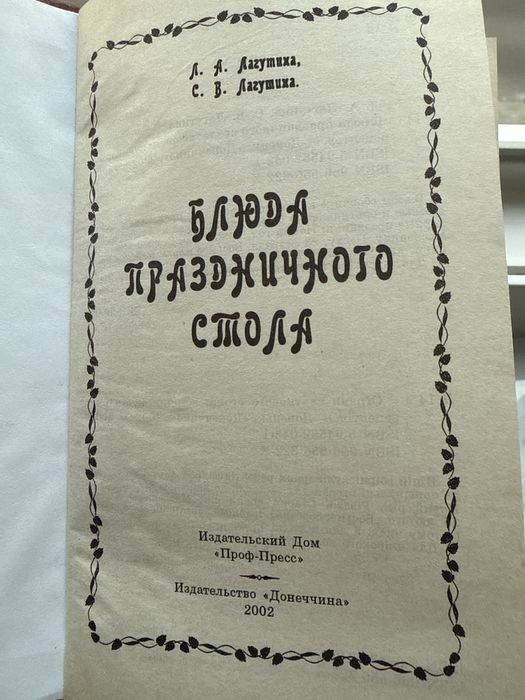 Л. А. Лагутина,
С. В. Лагутина.
БЛЮДА
ПРАЗДНИЧНОГО
СТОЛА
Издательский Дом
«Проф-Пресс»
Издательство «Донеччина»
2002